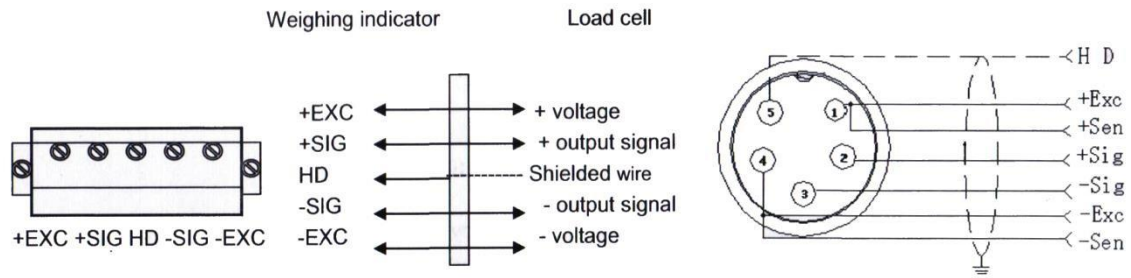 Weighing indicator Load cell
+EXC + voltage
+SIG + output signal
HD Shielded wire
-SIG - output signal
-EXC - voltage
+EXC +SIG HD -SIG -EXC
5 1
4 2
3
H D
+Exc
+Sen
+Sig
-Sig
-Exc
-Sen